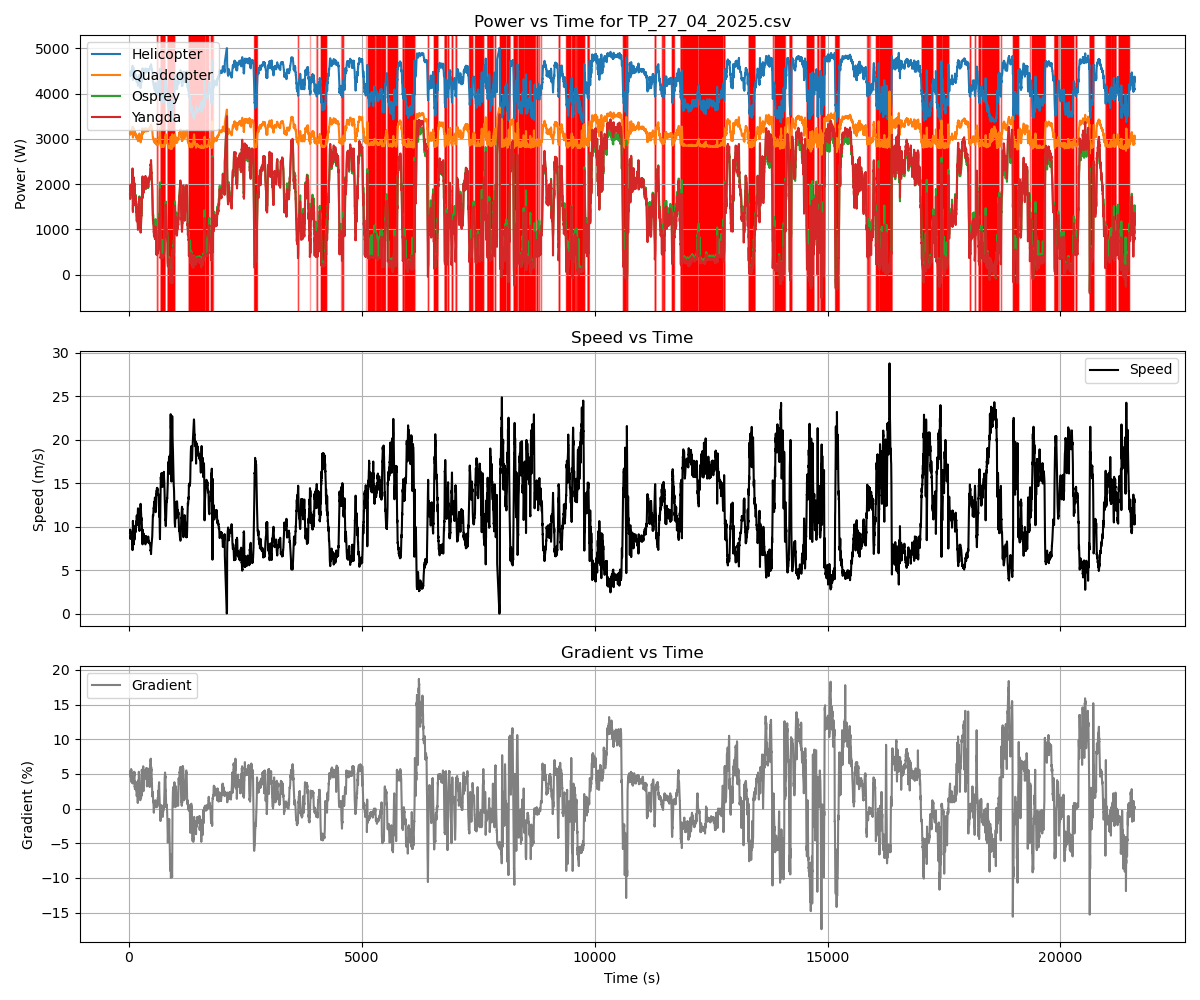 Power vs Time for TP_27_04_2025.csv
Helicopter
Quadcopter
Osprey
Yangda
5000
4000
3000
2000
1000
0
Power (W)
Speed vs Time
Speed
30
25
20
15
10
5
0
Speed (m/s)
Gradient vs Time
Gradient
20
15
10
5
0
−5
−10
−15
Gradient (%)
0 5000 10000 15000 20000
Time (s)